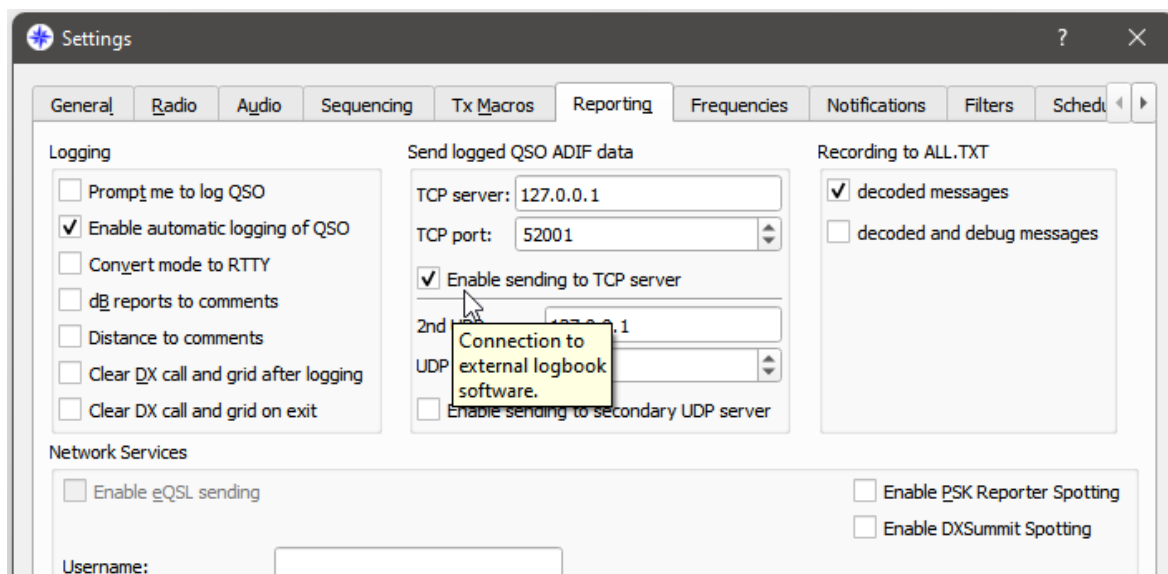 Settings
?
General Radio Audio Sequencing Tx Macros Reporting Frequencies Notifications Filters
Logging
Prompt me to log QSO
Enable automatic logging of QSO
Convert mode to RTTY
dB reports to comments
Distance to comments
Clear DX call and grid after logging
Clear DX call and grid on exit
Send logged QSO ADIF data
TCP server: 127.0.0.1
TCP port: 52001
Enable sending to TCP server
2nd
UDP
Connection to
external logbook
software.
Enable sending to secondary UDP server
Recording to ALL.TXT
decoded messages
decoded and debug messages
Network Services
Enable eQSL sending
Enable PSK Reporter Spotting
Enable DXSummit Spotting
Username: